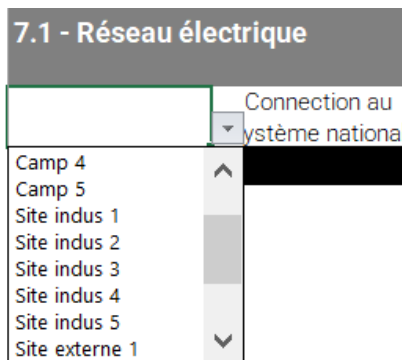 7.1 - Réseau électrique
Connection au
ystème nationa
Camp 4
Camp 5
Site indus 1
Site indus 2
Site indus 3
Site indus 4
Site indus 5
Site externe 1